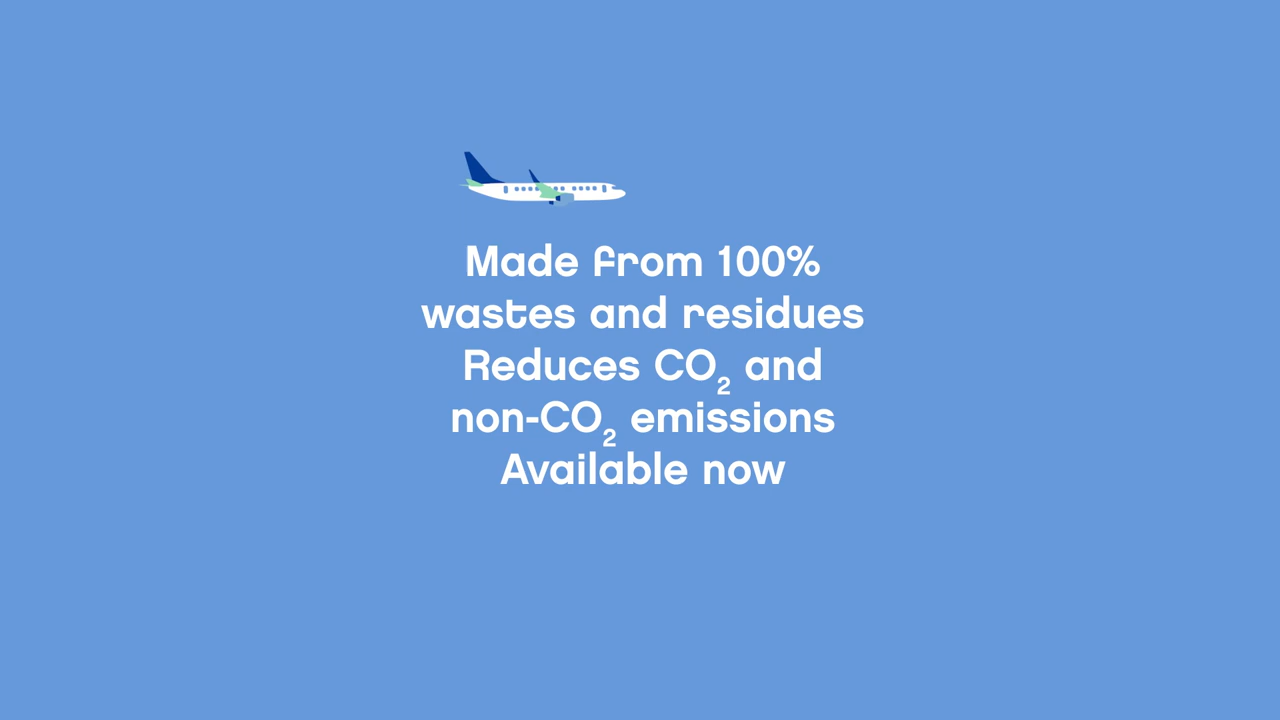 Made from 100%
wastes and residues
Reduces CO₂ and
non-CO₂ emissions
Available now